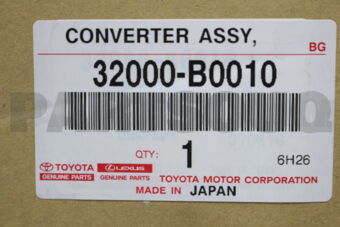 CONVERTER ASSY,
BG
32000-B0010
QTY: 1 6H26
TOYOTA LEXUS
GENUINE PARTS GENUINE PARTS TOYOTA MOTOR CORPORATION
MADE IN JAPAN